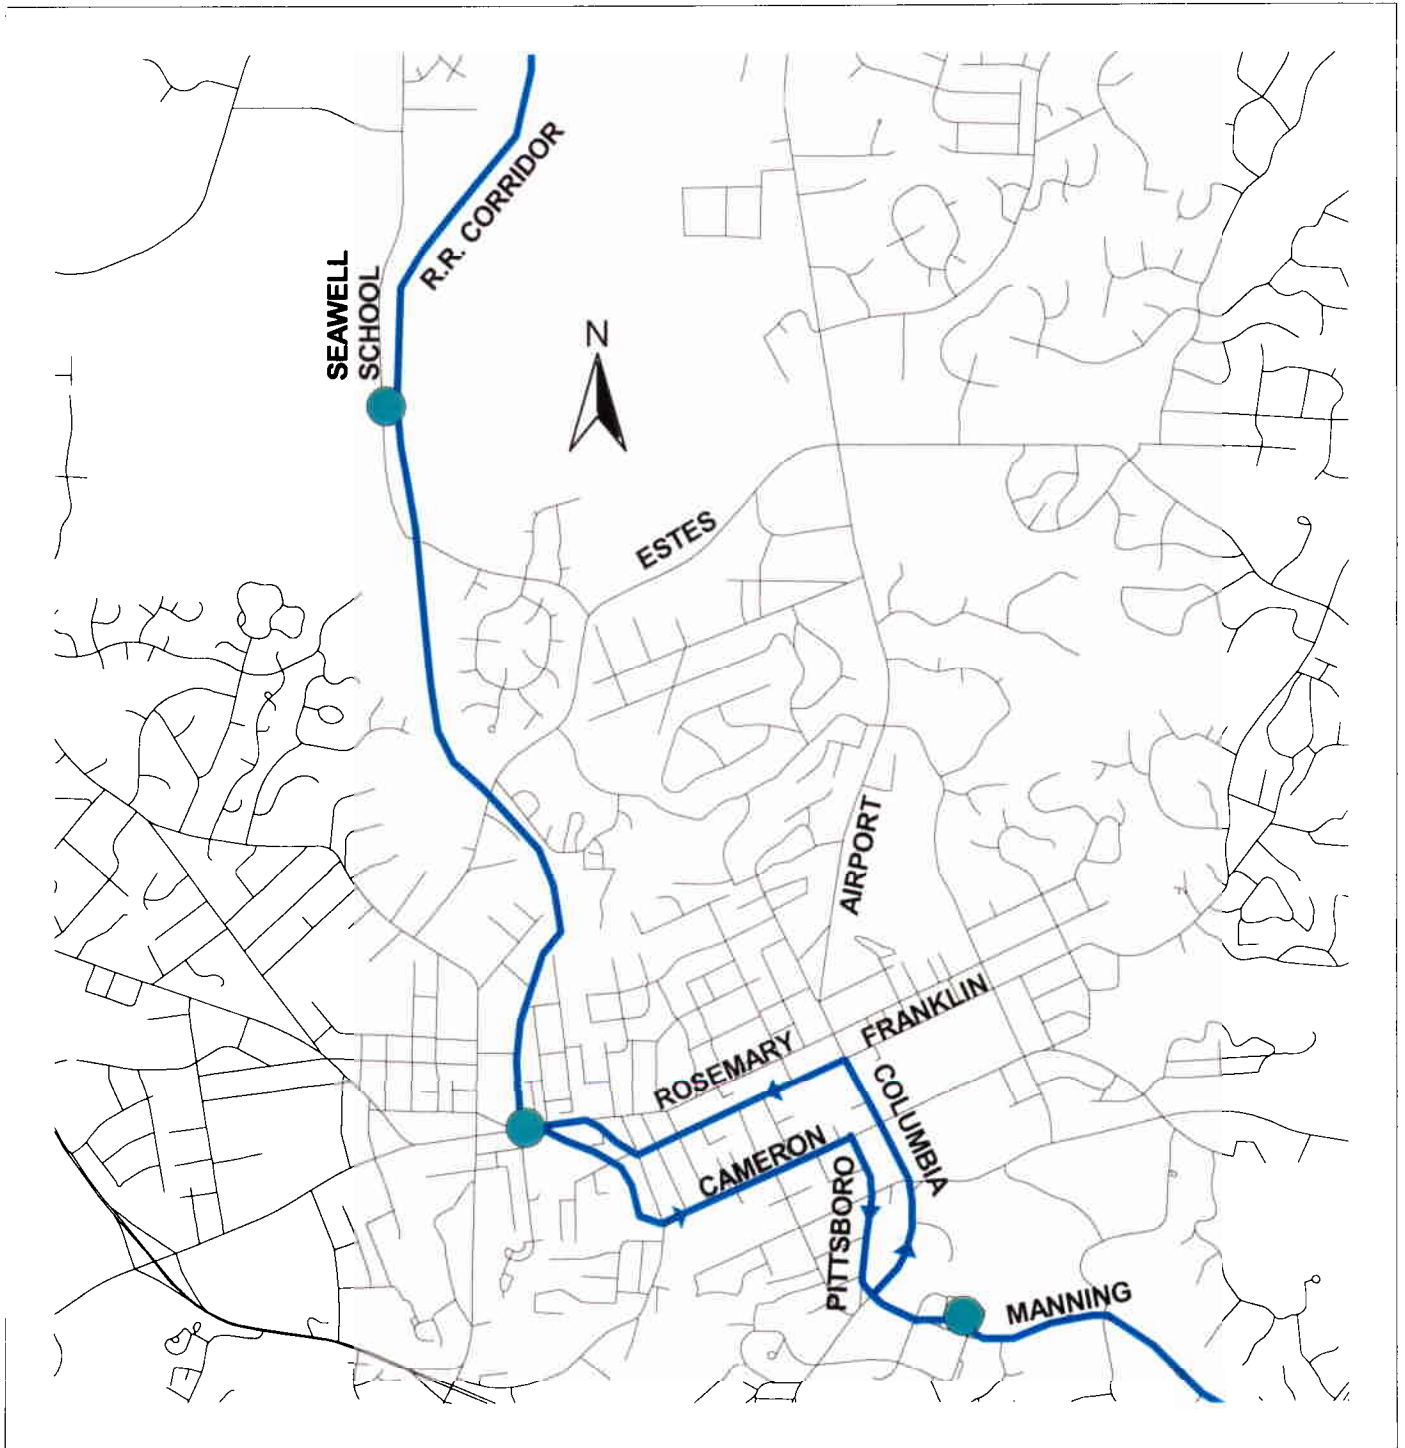 R.R. CORRIDOR
SEAWELL
SCHOOL
N
ESTES
AIRPORT
FRANKLIN
ROSEMARY
COLUMBIA
CAMERON
PITTSBORO
MANNING